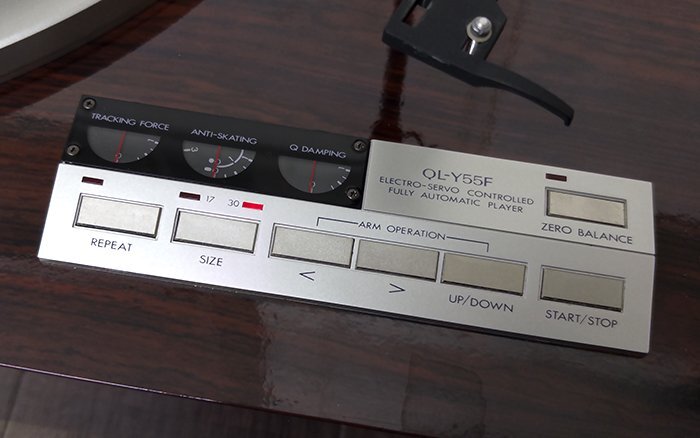 TRACKING FORCE
ANTI-SKATING
Q DAMPING
QL-Y55F
ELECTRO-SERVO CONTROLLED
FULLY AUTOMATIC PLAYER
ZERO BALANCE
17 30
REPEAT
SIZE
ARM OPERATION
<
>
UP/DOWN
START/STOP